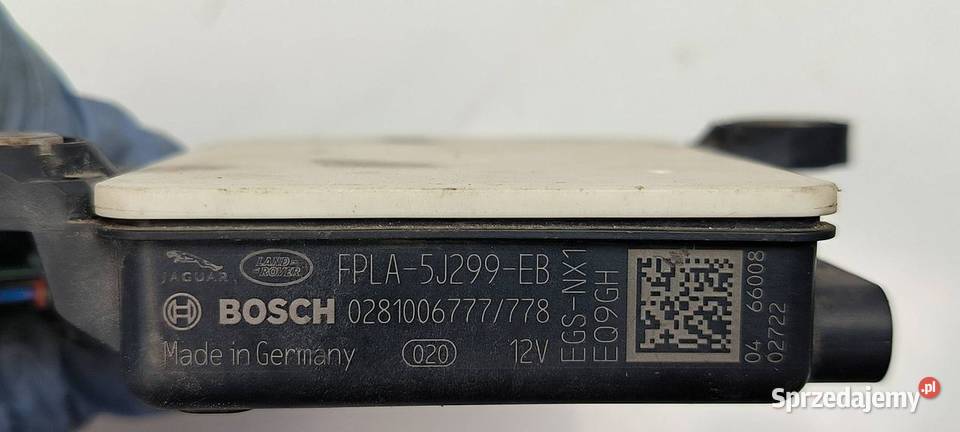 JAGUAR LAND ROVER FPLA-5J299-EB
BOSCH 0281006777/778
Made in Germany 020 12V
EGS-NX1
EQ9GH
04 66008
02722
Sprzedajemy.pl